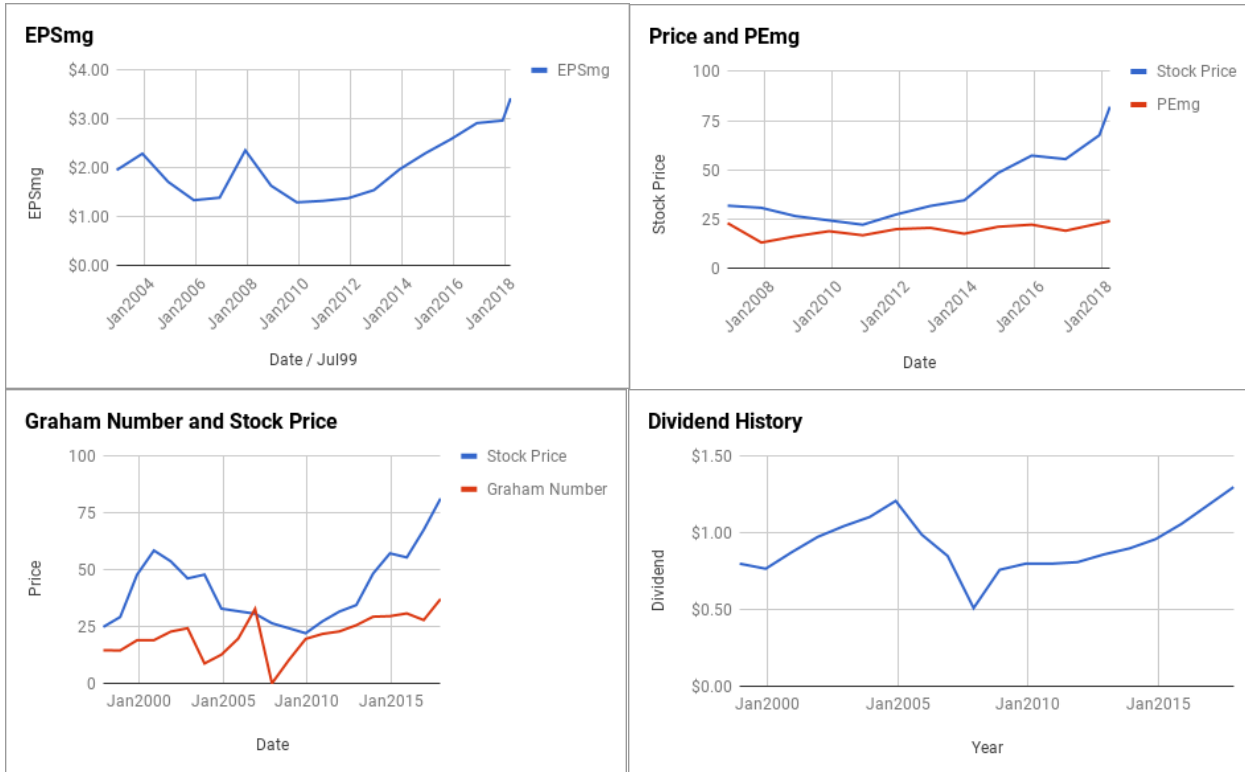 EPSmg
$4.00
$3.00
$2.00
$1.00
$0.00
EPSmg
EPSmg
Jan2004
Jan2006
Jan2008
Jan2010
Jan2012
Jan2014
Jan2016
Jan2018
Date / Jul99
Price and PEmg
100
75
50
25
0
Stock Price
Stock Price
PEmg
Jan2008
Jan2010
Jan2012
Jan2014
Jan2016
Jan2018
Date
Graham Number and Stock Price
100
75
50
25
0
Price
Stock Price
Graham Number
Jan2000
Jan2005
Jan2010
Jan2015
Date
Dividend History
$1.50
$1.00
$0.50
$0.00
Dividend
Jan2000
Jan2005
Jan2010
Jan2015
Year